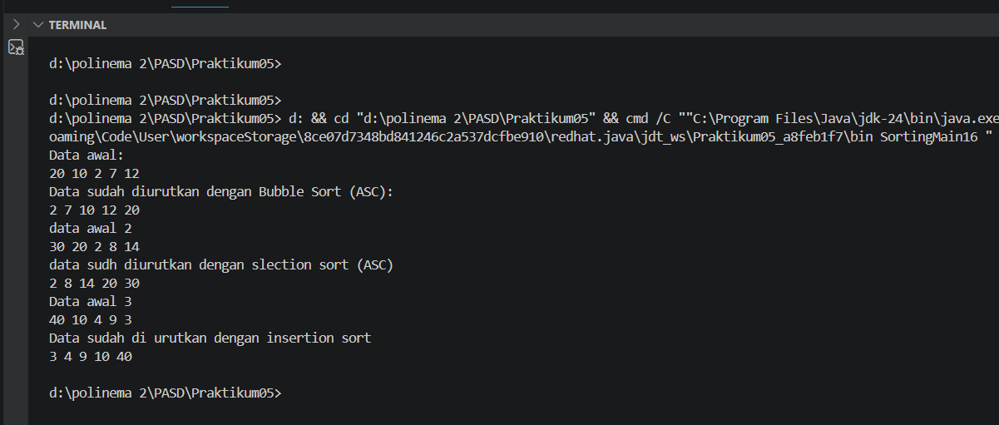 TERMINAL
d:\polinema 2\PASD\Praktikum05>
d:\polinema 2\PASD\Praktikum05>
d:\polinema 2\PASD\Praktikum05> d: && cd "d:\polinema 2\PASD\Praktikum05" && cmd /C ""C:\Program Files\Java\jdk-24\bin\java.exe
oaming\Code\User\workspaceStorage\8ce07d7348bd841246c2a537dcfbe910\redhat.java\jdt_ws\Praktikum05_a8feb1f7\bin SortingMain16 "
Data awal:
20 10 2 7 12
Data sudah diurutkan dengan Bubble Sort (ASC):
2 7 10 12 20
data awal 2
30 20 2 8 14
data sudh diurutkan dengan slection sort (ASC)
2 8 14 20 30
Data awal 3
40 10 4 9 3
Data sudah di urutkan dengan insertion sort
3 4 9 10 40
d:\polinema 2\PASD\Praktikum05>